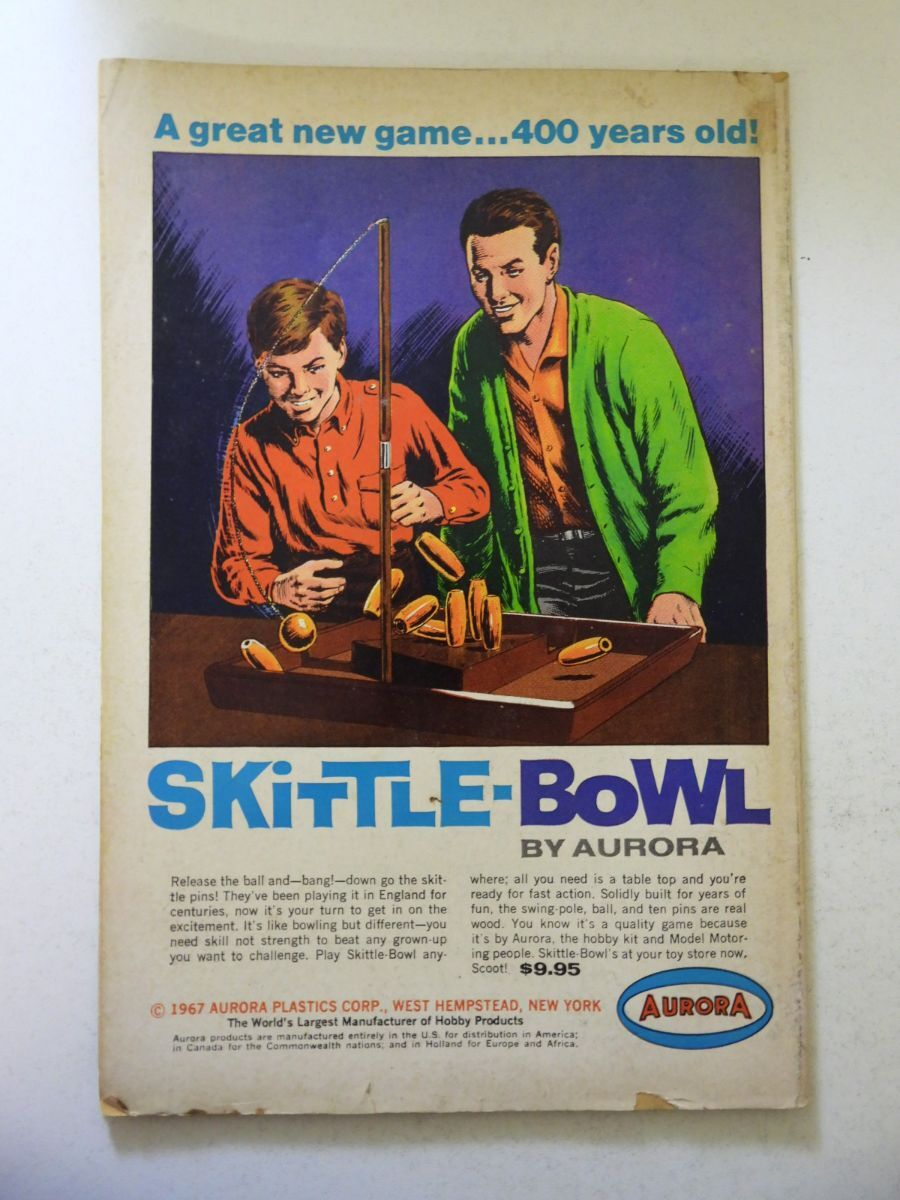 A great new game...400 years old!
SKiTTLE-BoWL
BY AURORA
Release the ball and—bang!—down go the skit-
tle pins! They've been playing it in England for
centuries, now it's your turn to get in on the
excitement. It's like bowling but different—you
need skill not strength to beat any grown-up
you want to challenge. Play Skittle-Bowl any-
where; all you need is a table top and you're
ready for fast action. Solidly built for years of
fun, the swing-pole, ball, and ten pins are real
wood. You know it's a quality game because
it's by Aurora, the hobby kit and Model Motor-
ing people. Skittle-Bowl's at your toy store now.
Scoot! $9.95
© 1967 AURORA PLASTICS CORP., WEST HEMPSTEAD, NEW YORK
The World's Largest Manufacturer of Hobby Products
Aurora products are manufactured entirely in the U.S. for distribution in America;
in Canada for the Commonwealth nations; and in Holland for Europe and Africa.
AURORA